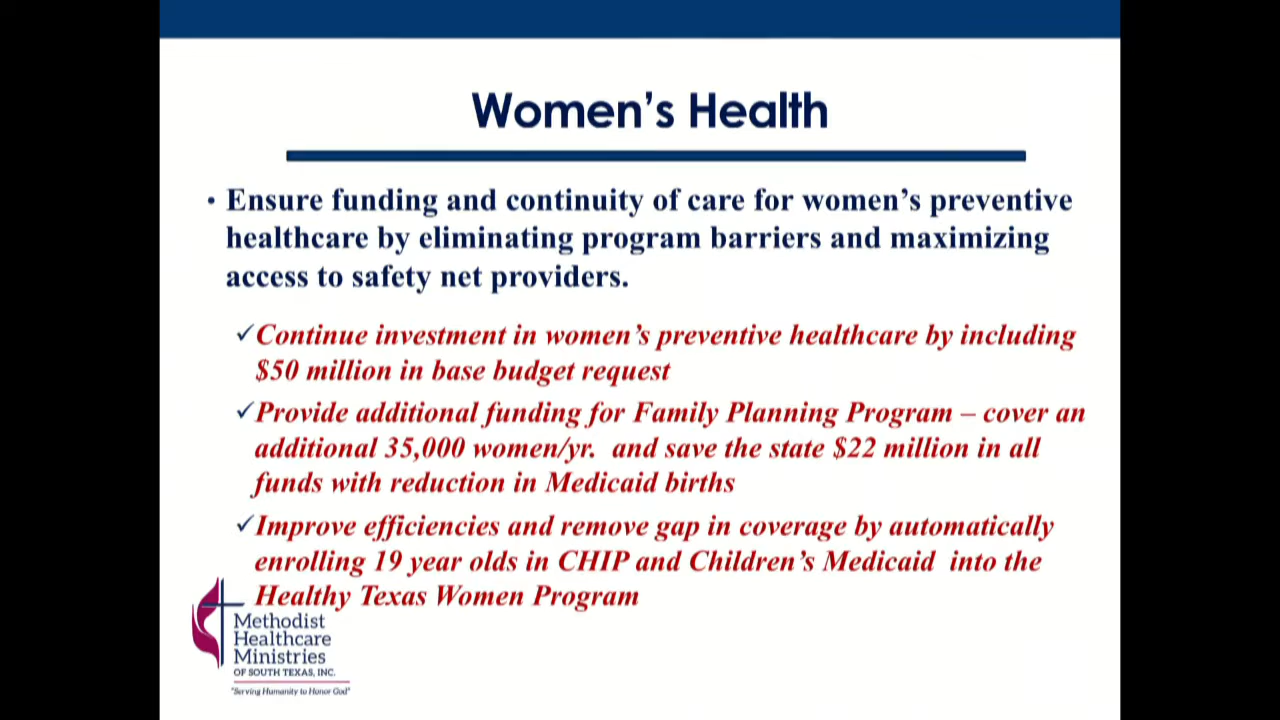 Women's Health
• Ensure funding and continuity of care for women's preventive
healthcare by eliminating program barriers and maximizing
access to safety net providers.
✓Continue investment in women's preventive healthcare by including
$50 million in base budget request
✓Provide additional funding for Family Planning Program – cover an
additional 35,000 women/yr.  and save the state $22 million in all
funds with reduction in Medicaid births
✓Improve efficiencies and remove gap in coverage by automatically
enrolling 19 year olds in CHIP and Children's Medicaid  into the
Healthy Texas Women Program
Methodist
Healthcare
Ministries
OF SOUTH TEXAS, INC.
"Serving Humanity to Honor God"